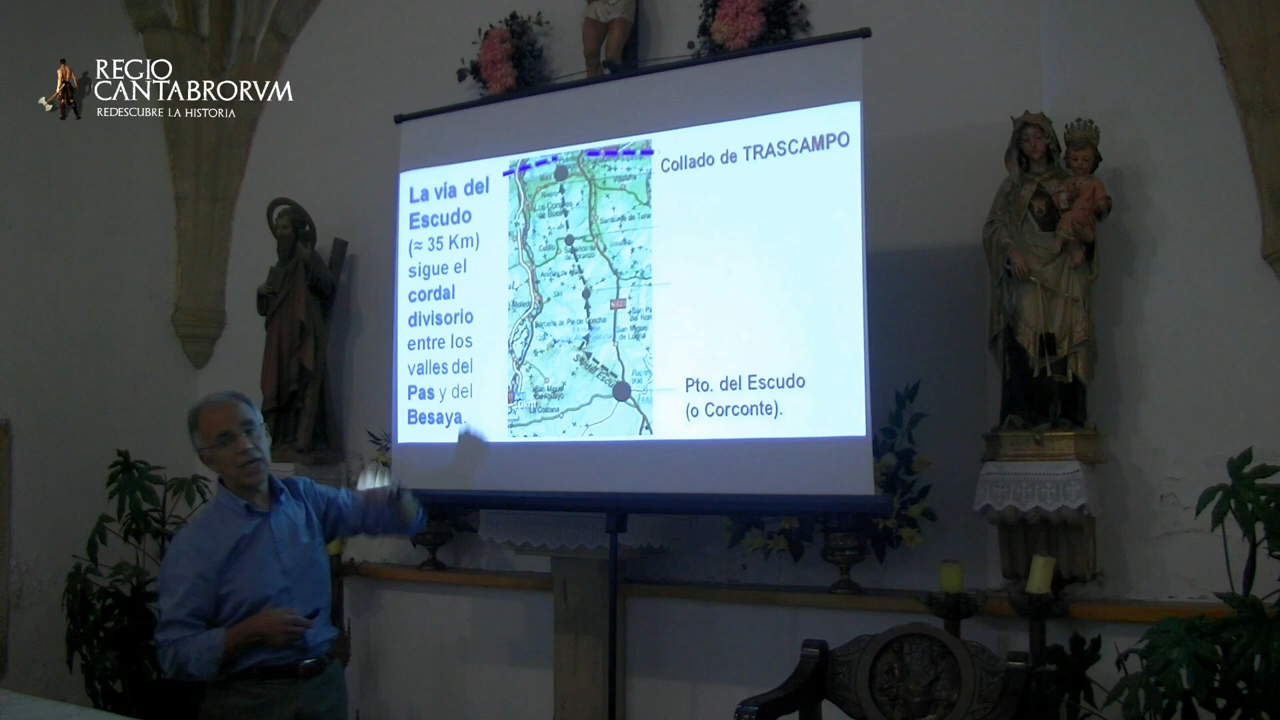 REGIO
CANTABRORVM
REDESCUBRE LA HISTORIA
Collado de TRASCAMPO
La vía del
Escudo
(≈ 35 Km)
sigue el
cordal
divisorio
entre los
valles del
Pas y del
Besaya.
Pto. del Escudo
(o Corconte).